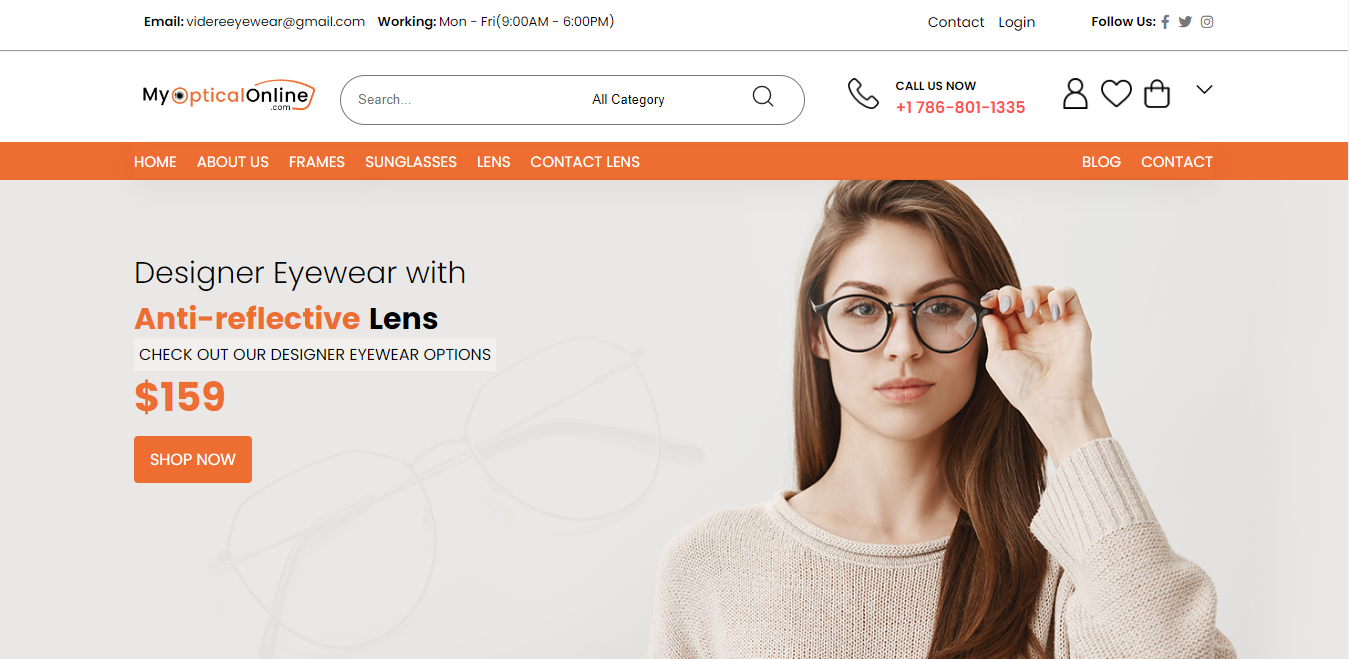 Email: videreeyewear@gmail.com Working: Mon - Fri(9:00AM - 6:00PM) Contact Login Follow Us:
MyOpticalOnline
.com
Search... All Category
CALL US NOW
+1 786-801-1335
HOME ABOUT US FRAMES SUNGLASSES LENS CONTACT LENS BLOG CONTACT
Designer Eyewear with
Anti-reflective Lens
CHECK OUT OUR DESIGNER EYEWEAR OPTIONS
$159
SHOP NOW